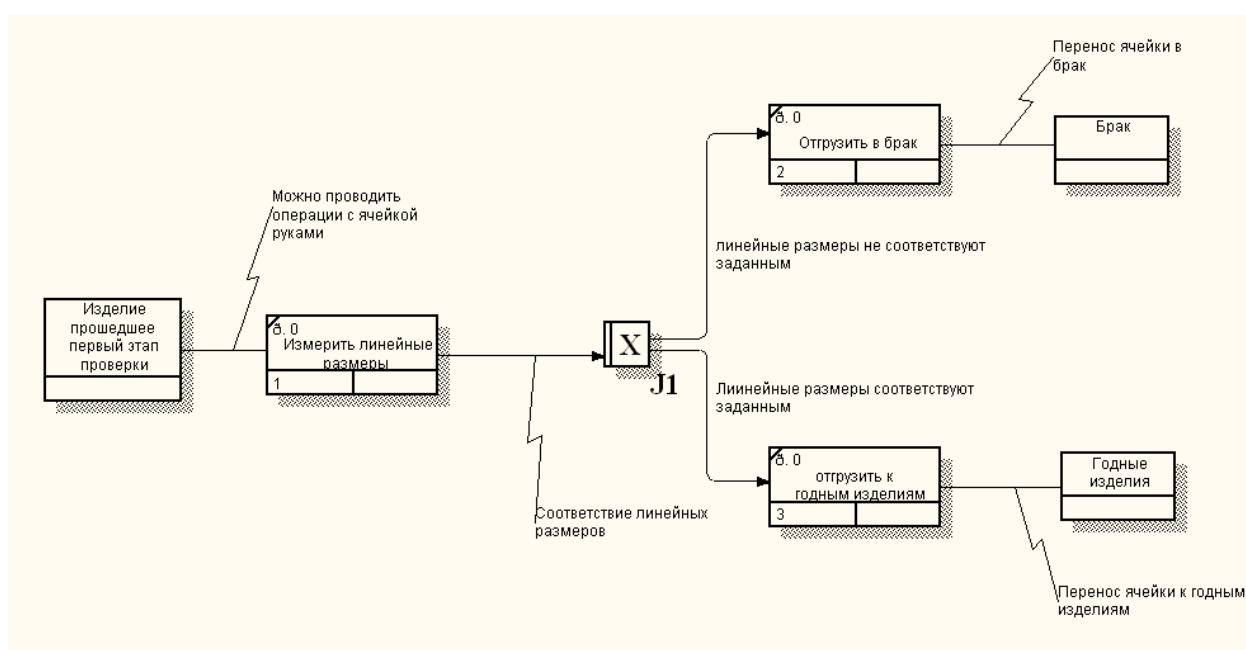 Перенос ячейки в
брак
ð. 0
Отгрузить в брак
2
Брак
Можно проводить
операции с ячейкой
руками
линейные размеры не соответствуют
заданным
Изделие
прошедшее
первый этап
проверки
ð. 0
Измерить линейные
размеры
1
X
J1
Лиинейные размеры соответствуют
заданным
ð. 0
отгрузить к
годным изделиям
3
Годные
изделия
Соответствие линейных
размеров
Перенос ячейки к годным
изделиям